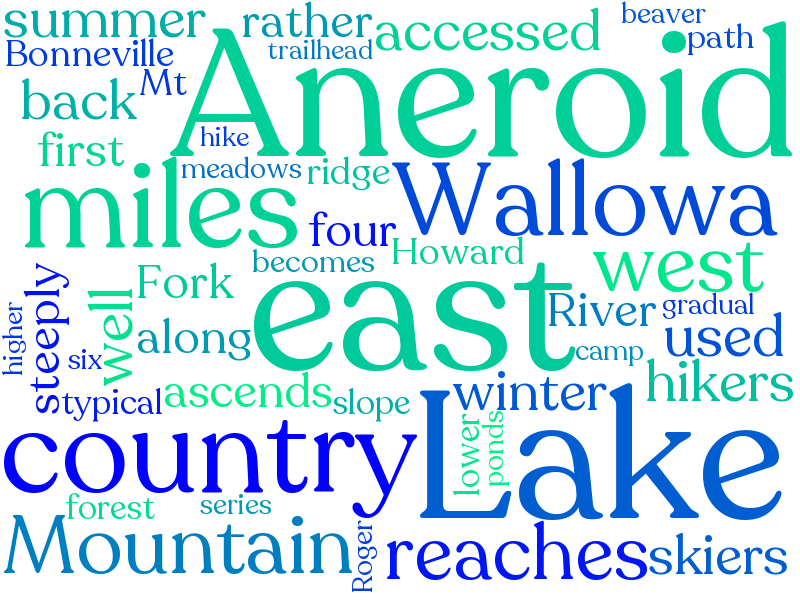 summer
rather
beaver
Bonneville
trailhead
accessed
path
Mt
back
Aneroid
hike
first
meadows
ridge
miles
Wallowa
four
Howard
west
becomes
Fork
east
River
gradual
higher
steeply
well
along
used
six
camp
hikers
typical
ascends
slope
winter
country
Lake
lower
ponds
forest
series
Mountain
Roger
reaches
skiers